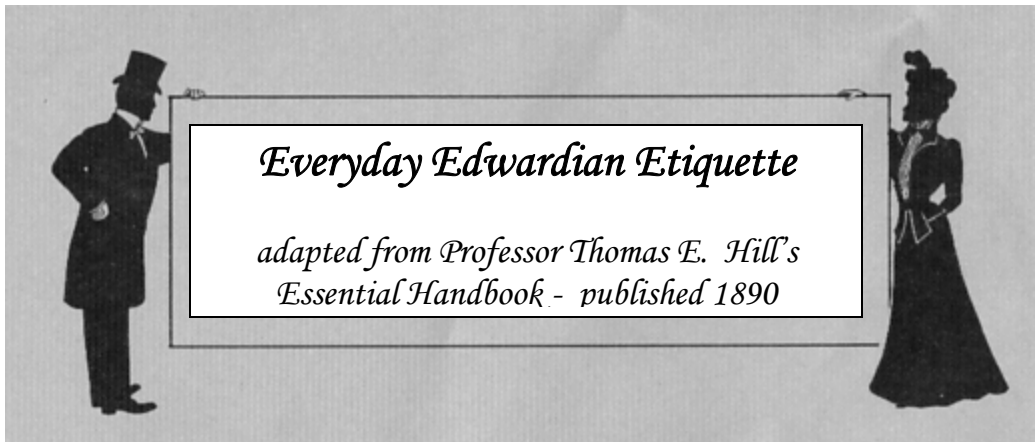 Everyday Edwardian Etiquette
adapted from Professor Thomas E. Hill's
Essential Handbook - published 1890